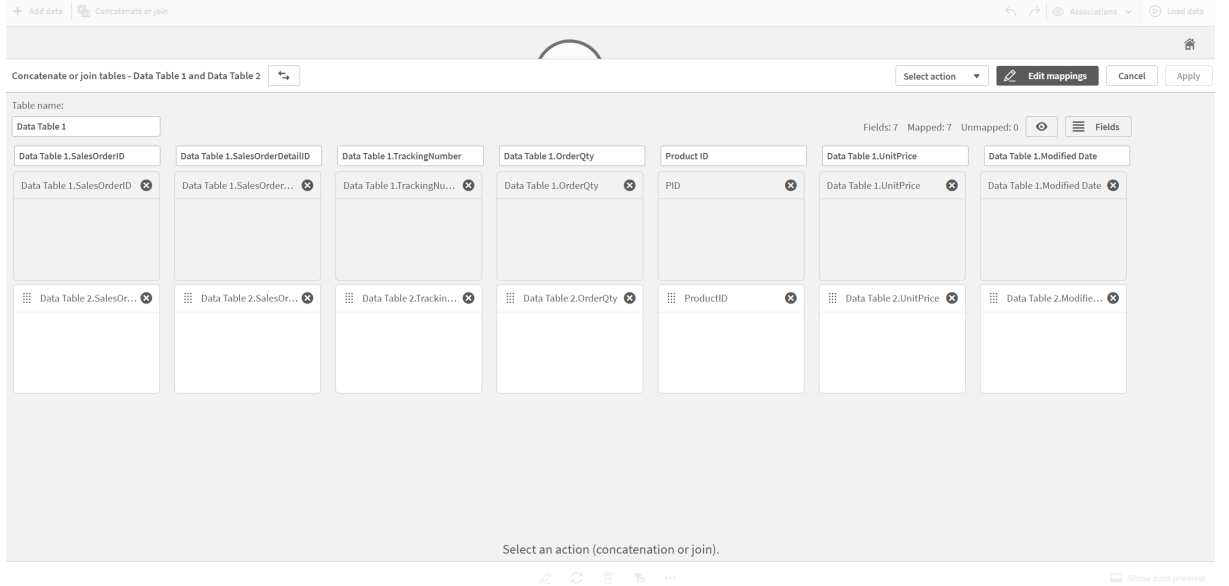 Add data Concatenate or join Associations Load data
Concatenate or join tables - Data Table 1 and Data Table 2 Select action Edit mappings Cancel Apply
Table name:
Data Table 1 Fields: 7 Mapped: 7 Unmapped: 0 Fields
Data Table 1.SalesOrderID Data Table 1.SalesOrderDetailID Data Table 1.TrackingNumber Data Table 1.OrderQty Product ID Data Table 1.UnitPrice Data Table 1.Modified Date
Data Table 1.SalesOrderID Data Table 1.SalesOrder... Data Table 1.TrackingNu... Data Table 1.OrderQty PID Data Table 1.UnitPrice Data Table 1.Modified Date
Data Table 2.SalesOr... Data Table 2.SalesOr... Data Table 2.Trackin... Data Table 2.OrderQty ProductID Data Table 2.UnitPrice Data Table 2.Modifie...
Select an action (concatenation or join).
Show data preview